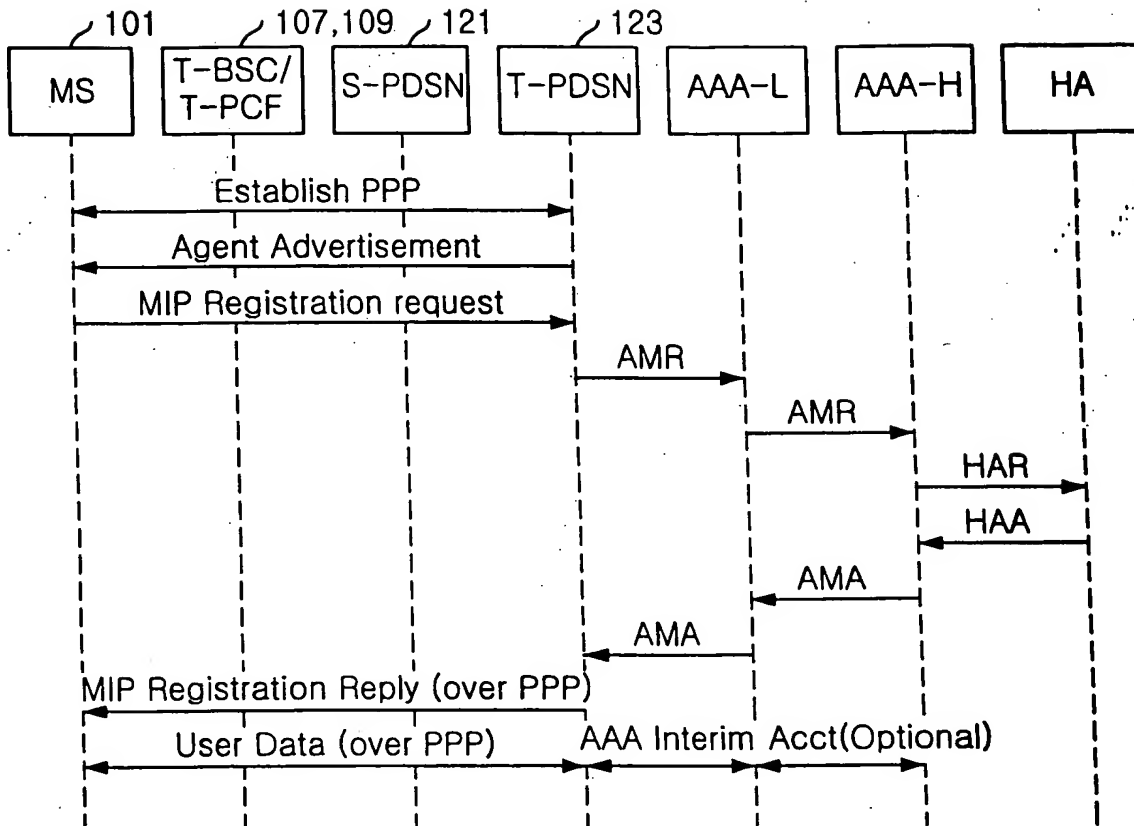 101
107,109
121
123
MS
T-BSC/
T-PCF
S-PDSN
T-PDSN
AAA-L
AAA-H
HA
Establish PPP
Agent Advertisement
MIP Registration request
AMR
AMR
HAR
HAA
AMA
AMA
MIP Registration Reply (over PPP)
User Data (over PPP)
AAA Interim Acct(Optional)